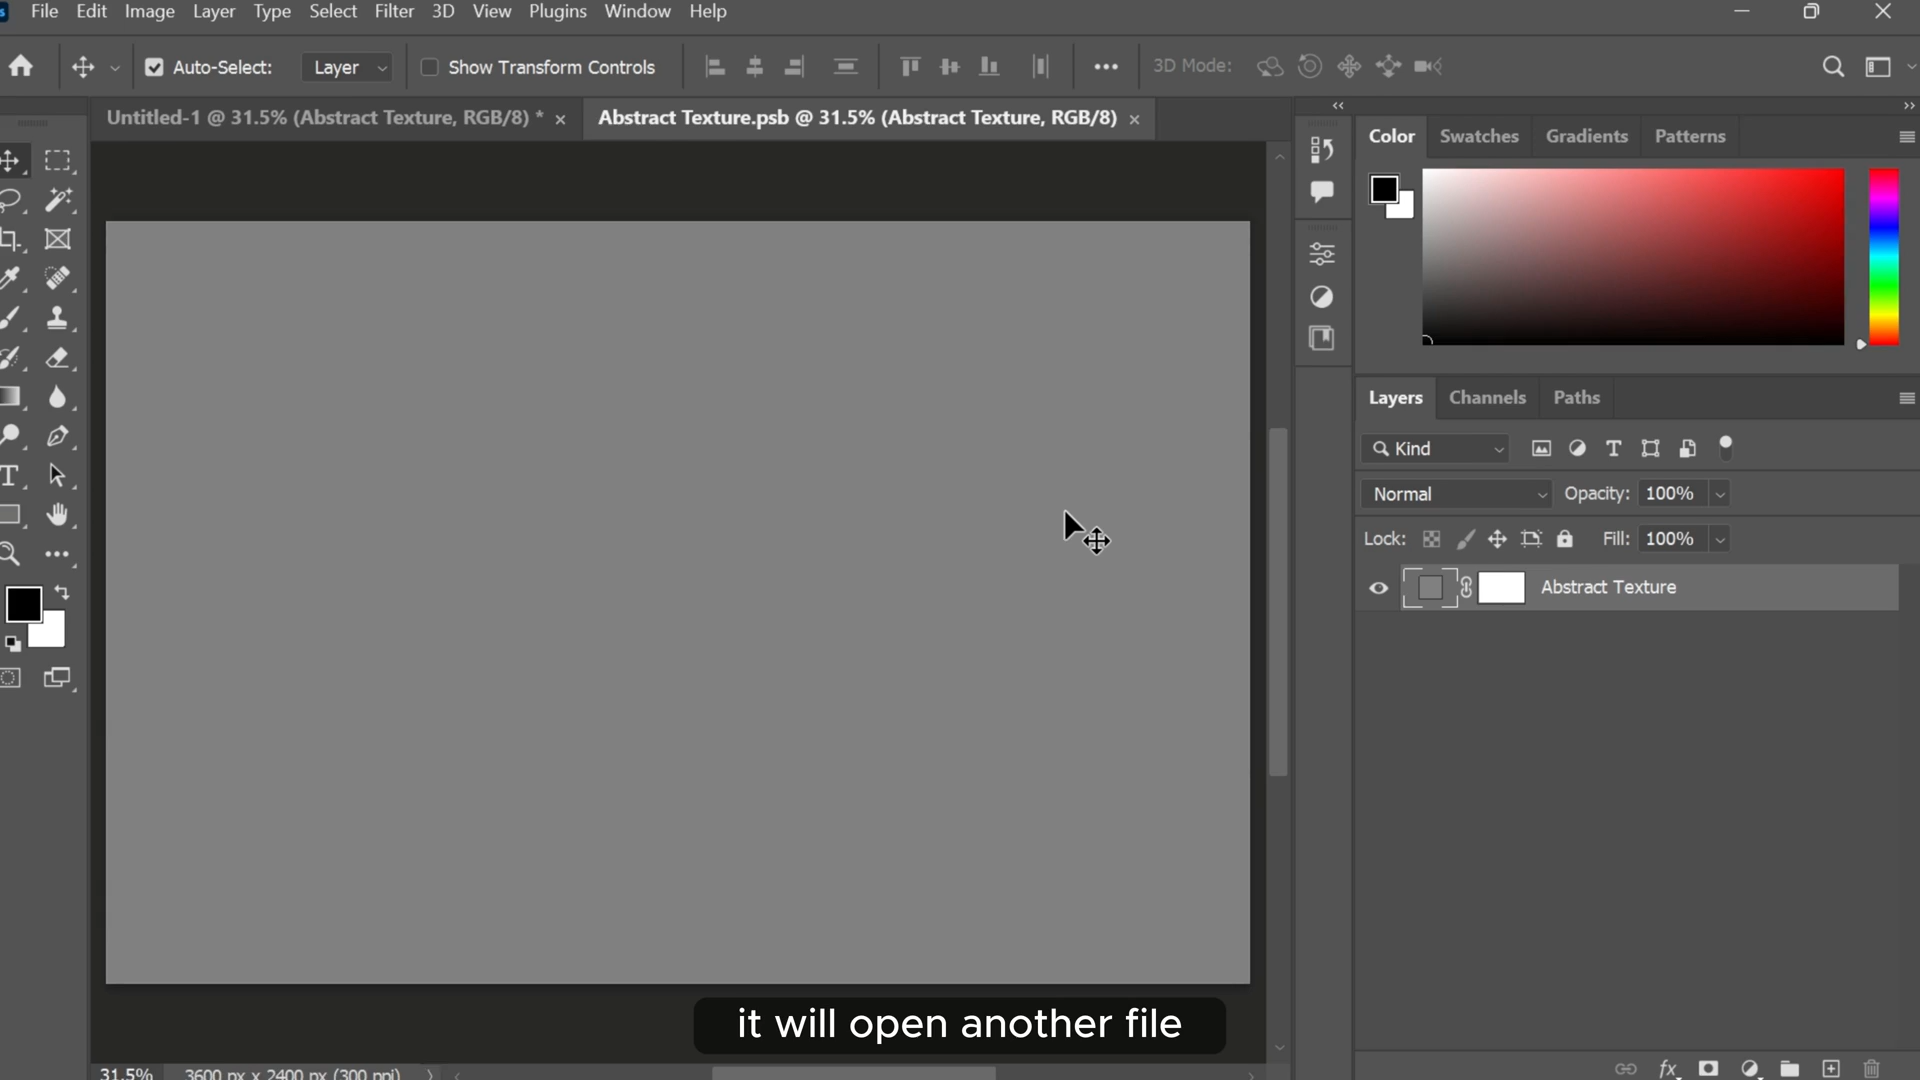 File Edit Image Layer Type Select Filter 3D View Plugins Window Help
Auto-Select: Layer Show Transform Controls 3D Mode:
Untitled-1 @ 31.5% (Abstract Texture, RGB/8) * Abstract Texture.psb @ 31.5% (Abstract Texture, RGB/8)
Color Swatches Gradients Patterns
Layers Channels Paths
Kind
Normal Opacity: 100%
Lock: Fill: 100%
Abstract Texture
it will open another file
31.5% 3600 px x 2400 px (300 ppi)